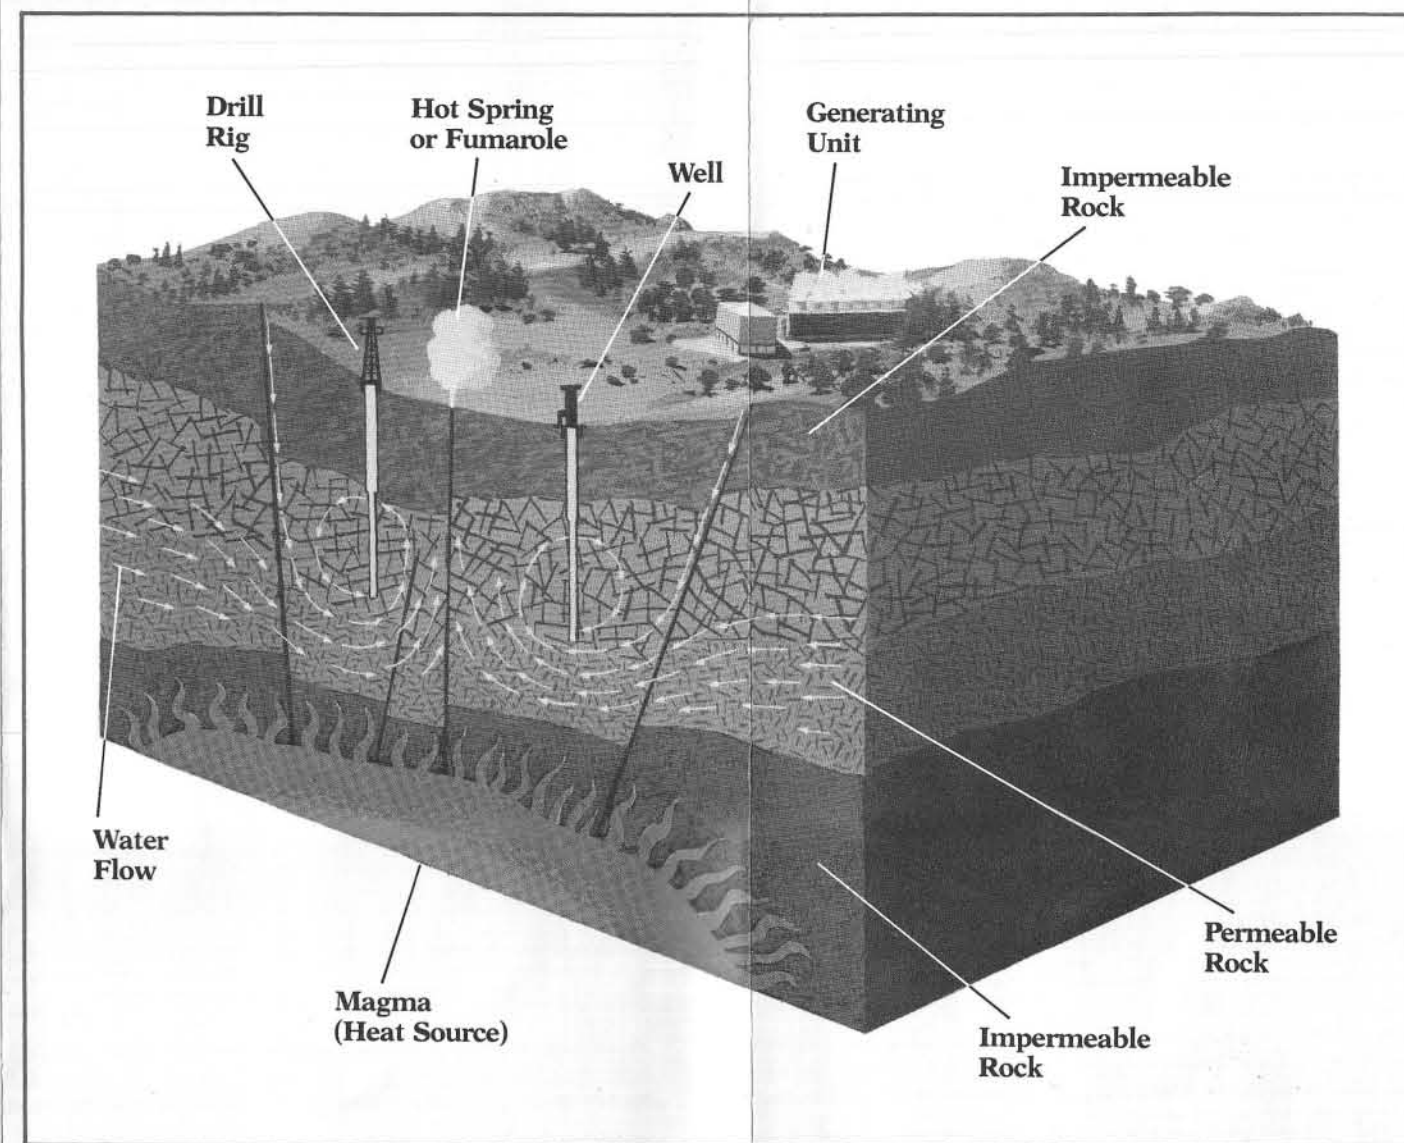 Drill
Rig
Hot Spring
or Fumarole
Well
Generating
Unit
Impermeable
Rock
Water
Flow
Magma
(Heat Source)
Permeable
Rock
Impermeable
Rock